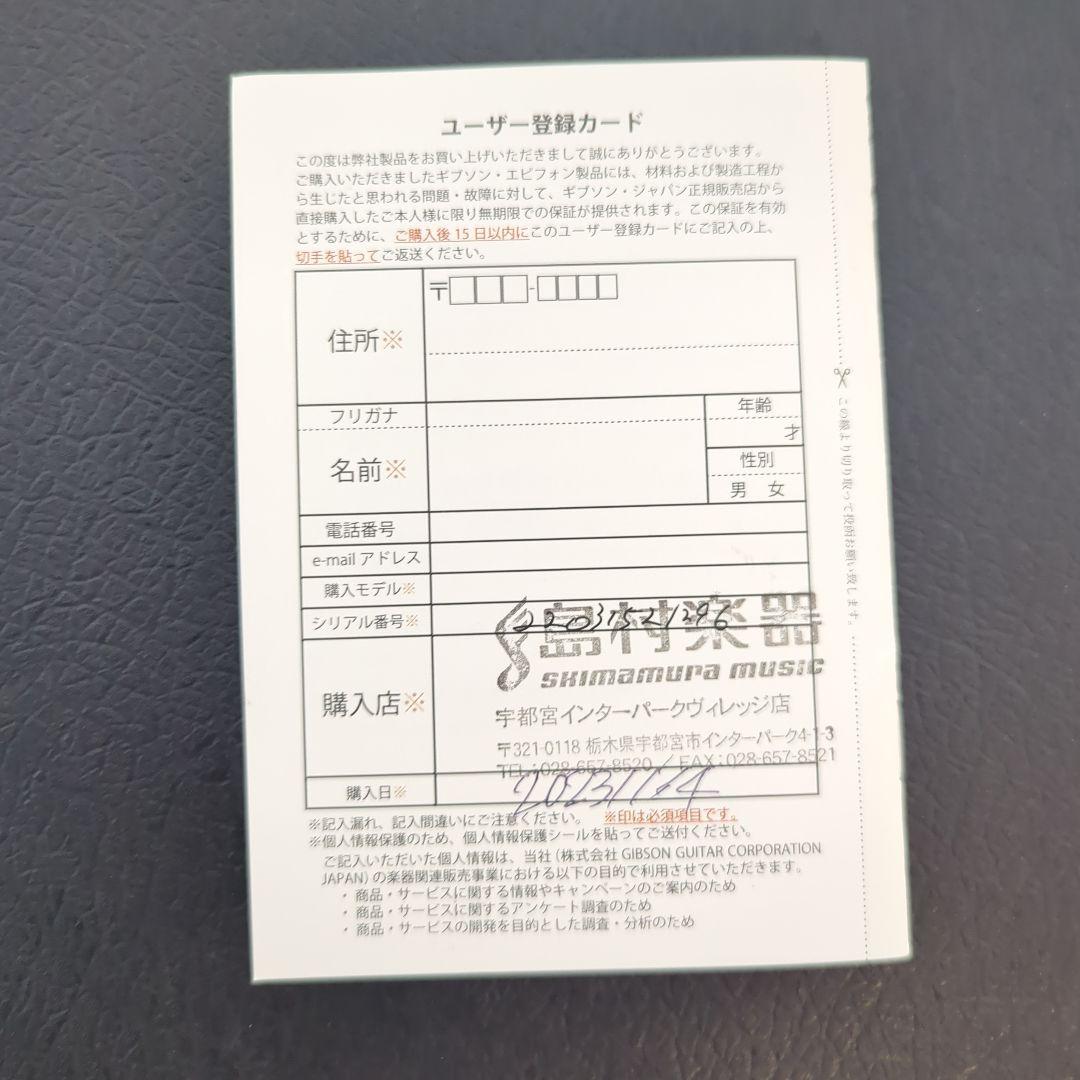 ユーザー登録カード
この度は弊社製品をお買い上げいただきまして誠にありがとうございます。
ご購入いただきましたギブソン・エピフォン製品には、材料および製造工程か
ら生じたと思われる問題・故障に対して、ギブソン・ジャパン正規販売店から
直接購入したご本人様に限り無期限での保証が提供されます。この保証を有効
とするために、ご購入後 15 日以内にこのユーザー登録カードにご記入の上、
切手を貼ってご返送ください。
〒 -
住所※
フリガナ
年齢
才
名前※
性別
男 女
電話番号
e-mail アドレス
購入モデル※
シリアル番号※ 22031521296
島村楽器
SHIMAMURA MUSIC
購入店※
宇都宮インターパークヴィレッジ店
〒321-0118 栃木県宇都宮市インターパーク4-1-3
TEL:028-657-8520 / FAX:028-657-8521
購入日※ 2023/1/4
※記入漏れ、記入間違いにご注意ください。 ※印は必須項目です。
※個人情報保護のため、個人情報保護シールを貼ってご送付ください。
ご記入いただいた個人情報は、当社（株式会社 GIBSON GUITAR CORPORATION
JAPAN）の楽器関連販売事業における以下の目的で利用させていただきます。
・ 商品・サービスに関する情報やキャンペーンのご案内のため
・ 商品・サービスに関するアンケート調査のため
・ 商品・サービスの開発を目的とした調査・分析のため
この線より切り取って投函お願い致します。